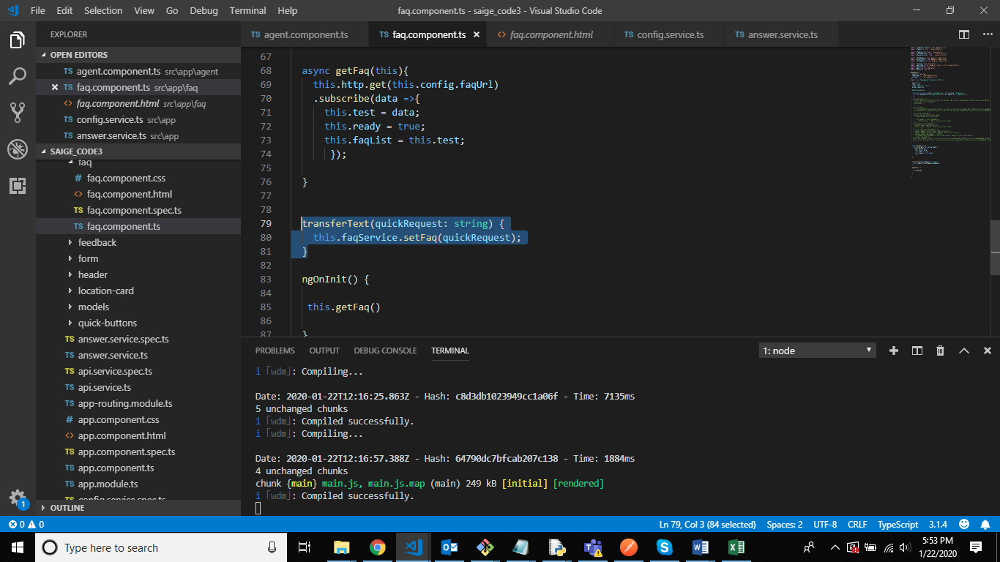 File Edit Selection View Go Debug Terminal Help
faq.component.ts - saige_code3 - Visual Studio Code
EXPLORER
OPEN EDITORS
TS agent.component.ts src\app\agent
TS faq.component.ts src\app\faq
<> faq.component.html src\app\faq
TS config.service.ts src\app
TS answer.service.ts src\app
SAIGE_CODE3
faq
# faq.component.css
<> faq.component.html
TS faq.component.spec.ts
TS faq.component.ts
feedback
form
header
location-card
models
quick-buttons
TS answer.service.spec.ts
TS answer.service.ts
TS api.service.spec.ts
TS api.service.ts
TS app-routing.module.ts
# app.component.css
<> app.component.html
TS app.component.spec.ts
TS app.component.ts
TS app.module.ts
TS config.service.spec.ts
OUTLINE
1
TS agent.component.ts TS faq.component.ts <> faq.component.html TS config.service.ts TS answer.service.ts
67
68 async getFaq(this){
69 this.http.get(this.config.faqUrl)
70 .subscribe(data =>{
71 this.test = data;
72 this.ready = true;
73 this.faqList = this.test;
74 });
75
76 }
77
78
79 transferText(quickRequest: string) {
80 this.faqService.setFaq(quickRequest);
81 }
82
83 ngOnInit() {
84
85 this.getFaq()
86
87 }
PROBLEMS OUTPUT DEBUG CONSOLE TERMINAL 1: node
i ｢wdm｣: Compiling...
Date: 2020-01-22T12:16:25.863Z - Hash: c8d3db1023949cc1a06f - Time: 7135ms
5 unchanged chunks
i ｢wdm｣: Compiled successfully.
i ｢wdm｣: Compiling...
Date: 2020-01-22T12:16:57.388Z - Hash: 64790dc7bfcab207c138 - Time: 1884ms
4 unchanged chunks
chunk {main} main.js, main.js.map (main) 249 kB [initial] [rendered]
i ｢wdm｣: Compiled successfully.
0 0 Ln 79, Col 3 (84 selected) Spaces: 2 UTF-8 CRLF TypeScript 3.1.4
Type here to search
5:53 PM
1/22/2020